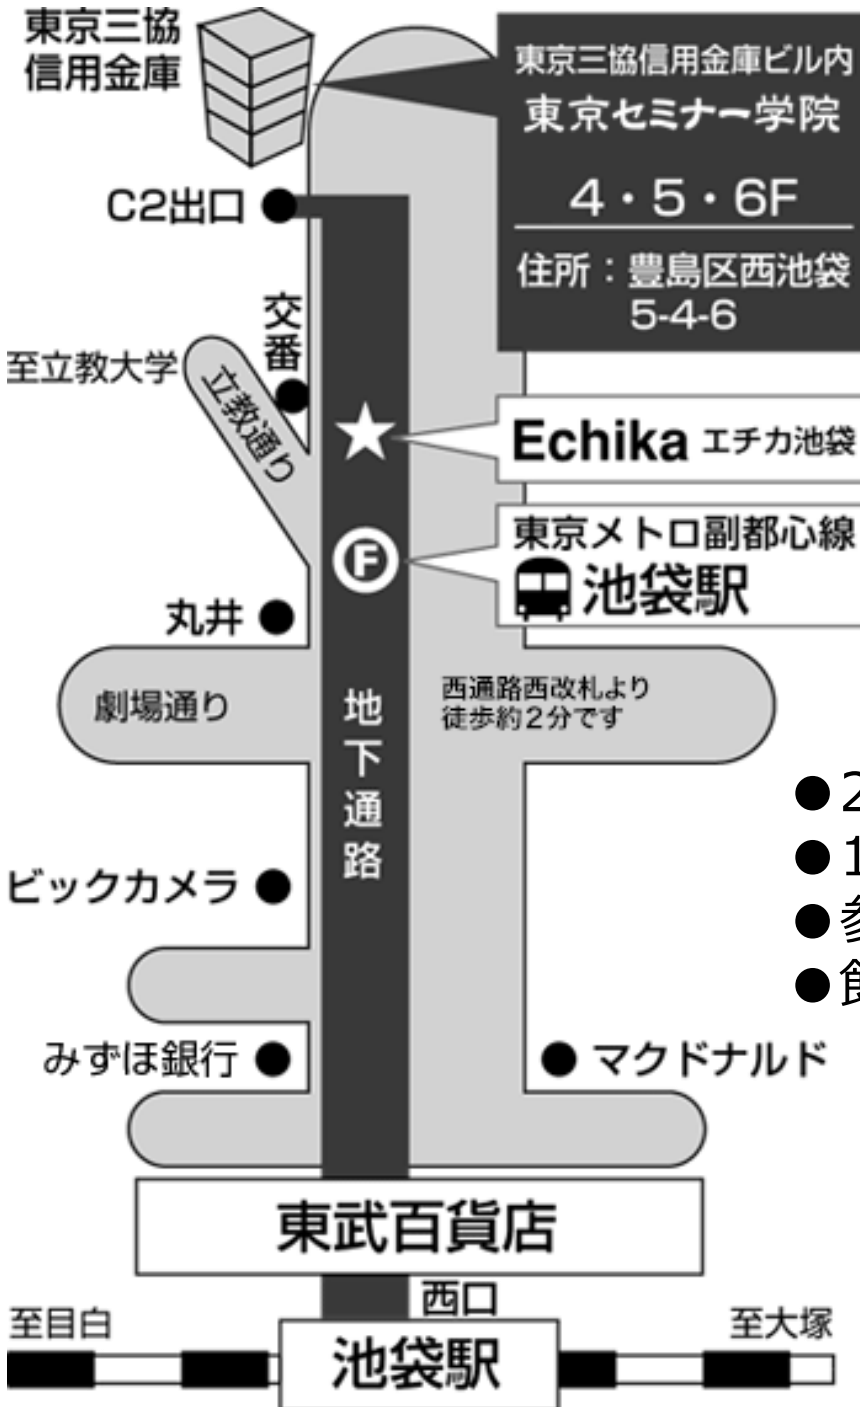 東京三協
信用金庫
東京三協信用金庫ビル内
東京セミナー学院
4・5・6F
住所：豊島区西池袋
5-4-6
C2出口
交番
至立教大学
立教通り
Echika エチカ池袋
東京メトロ副都心線
F
池袋駅
丸井
劇場通り
地下通路
西通路西改札より
徒歩約2分です
●2
●1
●参
●食
ビックカメラ
みずほ銀行
マクドナルド
東武百貨店
西口
至目白
池袋駅
至大塚